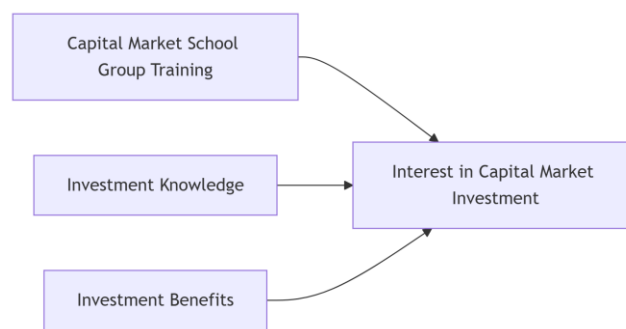 Capital Market School
Group Training
Interest in Capital Market
Investment
Investment Knowledge
Investment Benefits